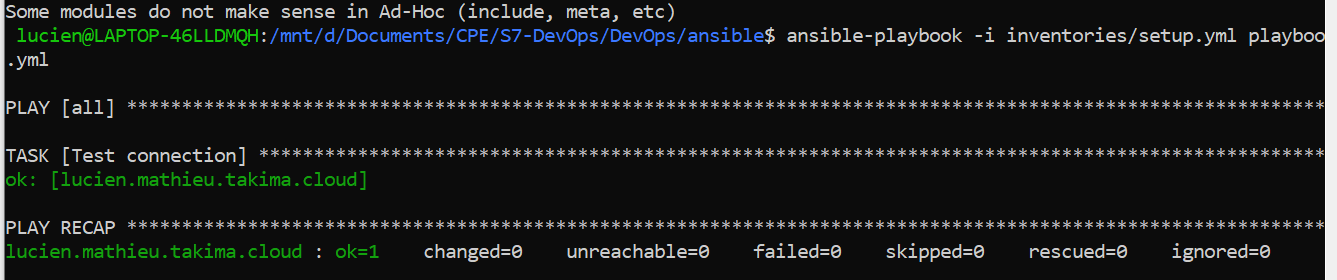 Some modules do not make sense in Ad-Hoc (include, meta, etc)
lucien@LAPTOP-46LLDMQH:/mnt/d/Documents/CPE/S7-DevOps/DevOps/ansible$ ansible-playbook -i inventories/setup.yml playboo
.yml
PLAY [all] **************************************************************************************************************
TASK [Test connection] **************************************************************************************************
ok: [lucien.mathieu.takima.cloud]
PLAY RECAP **************************************************************************************************************
lucien.mathieu.takima.cloud : ok=1    changed=0    unreachable=0    failed=0    skipped=0    rescued=0    ignored=0